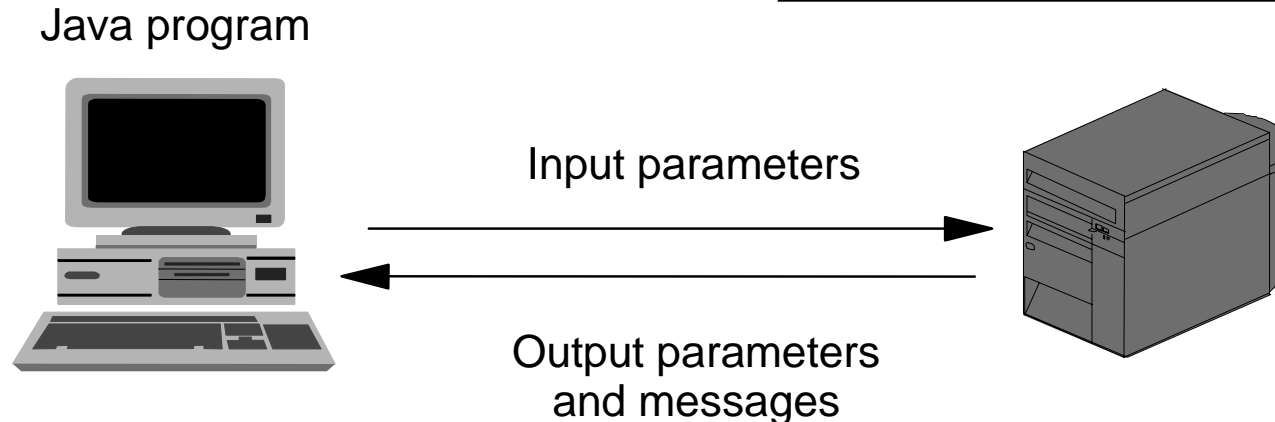 Java program
Input parameters
Output parameters
and messages